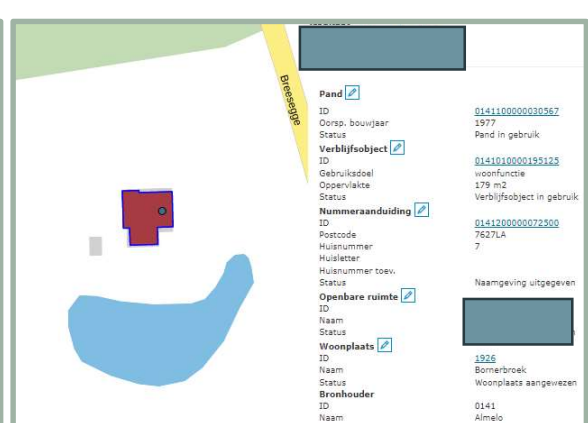 Breesegge
Pand
ID 0141100000030567
Oorsp. bouwjaar 1977
Status Pand in gebruik
Verblijfsobject
ID 0141010000195125
Gebruiksdoel woonfunctie
Oppervlakte 179 m2
Status Verblijfsobject in gebruik
Nummeraanduiding
ID 0141200000072500
Postcode 7627LA
Huisnummer 7
Huisletter
Huisnummer toev.
Status Naamgeving uitgegeven
Openbare ruimte
ID
Naam
Status
Woonplaats
ID 1926
Naam Bornerbroek
Status Woonplaats aangewezen
Bronhouder
ID 0141
Naam Almelo